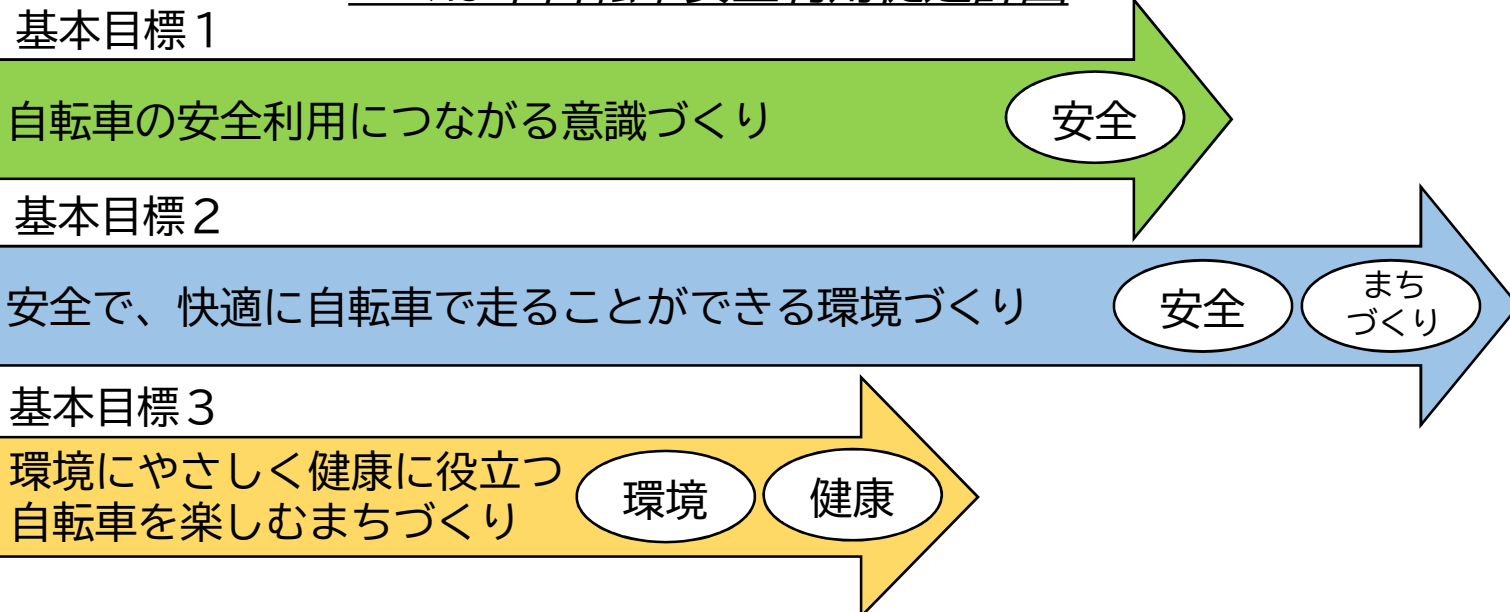 基本目標１
自転車の安全利用につながる意識づくり
安全
基本目標２
安全で、快適に自転車で走ることができる環境づくり
安全
まち
づくり
基本目標３
環境にやさしく健康に役立つ
自転車を楽しむまちづくり
環境
健康